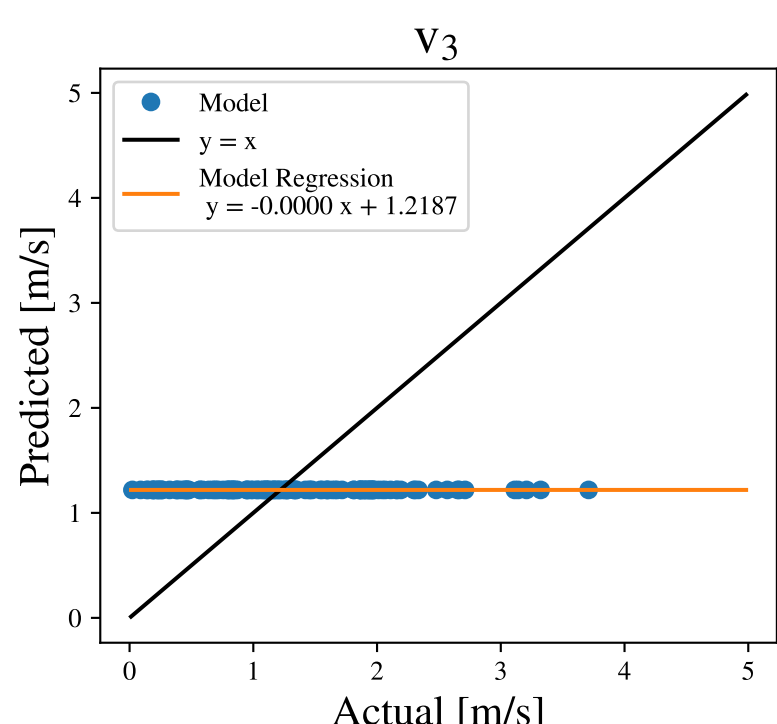 v3
5
4
3
2
1
0
Predicted [m/s]
Model
y = x
Model Regression
y = -0.0000 x + 1.2187
0 1 2 3 4 5
Actual [m/s]